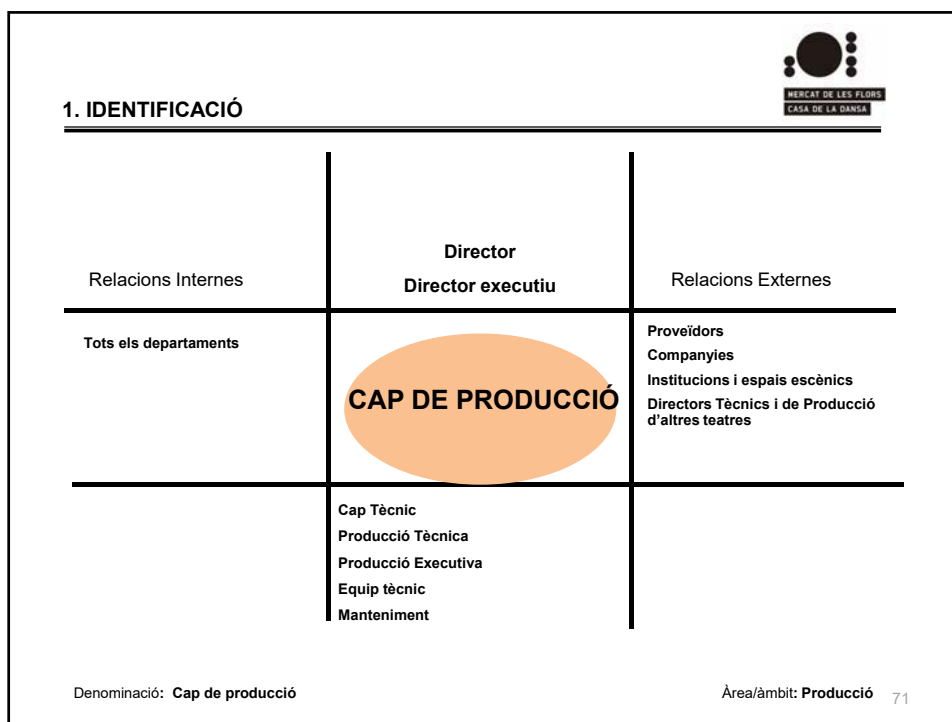 MERCAT DE LES FLORS
CASA DE LA DANSA
1. IDENTIFICACIÓ
Relacions Internes
Director
Director executiu
Relacions Externes
Tots els departaments
CAP DE PRODUCCIÓ
Proveïdors
Companyies
Institucions i espais escènics
Directors Tècnics i de Producció
d'altres teatres
Cap Tècnic
Producció Tècnica
Producció Executiva
Equip tècnic
Manteniment
Denominació: Cap de producció
Àrea/àmbit: Producció
71